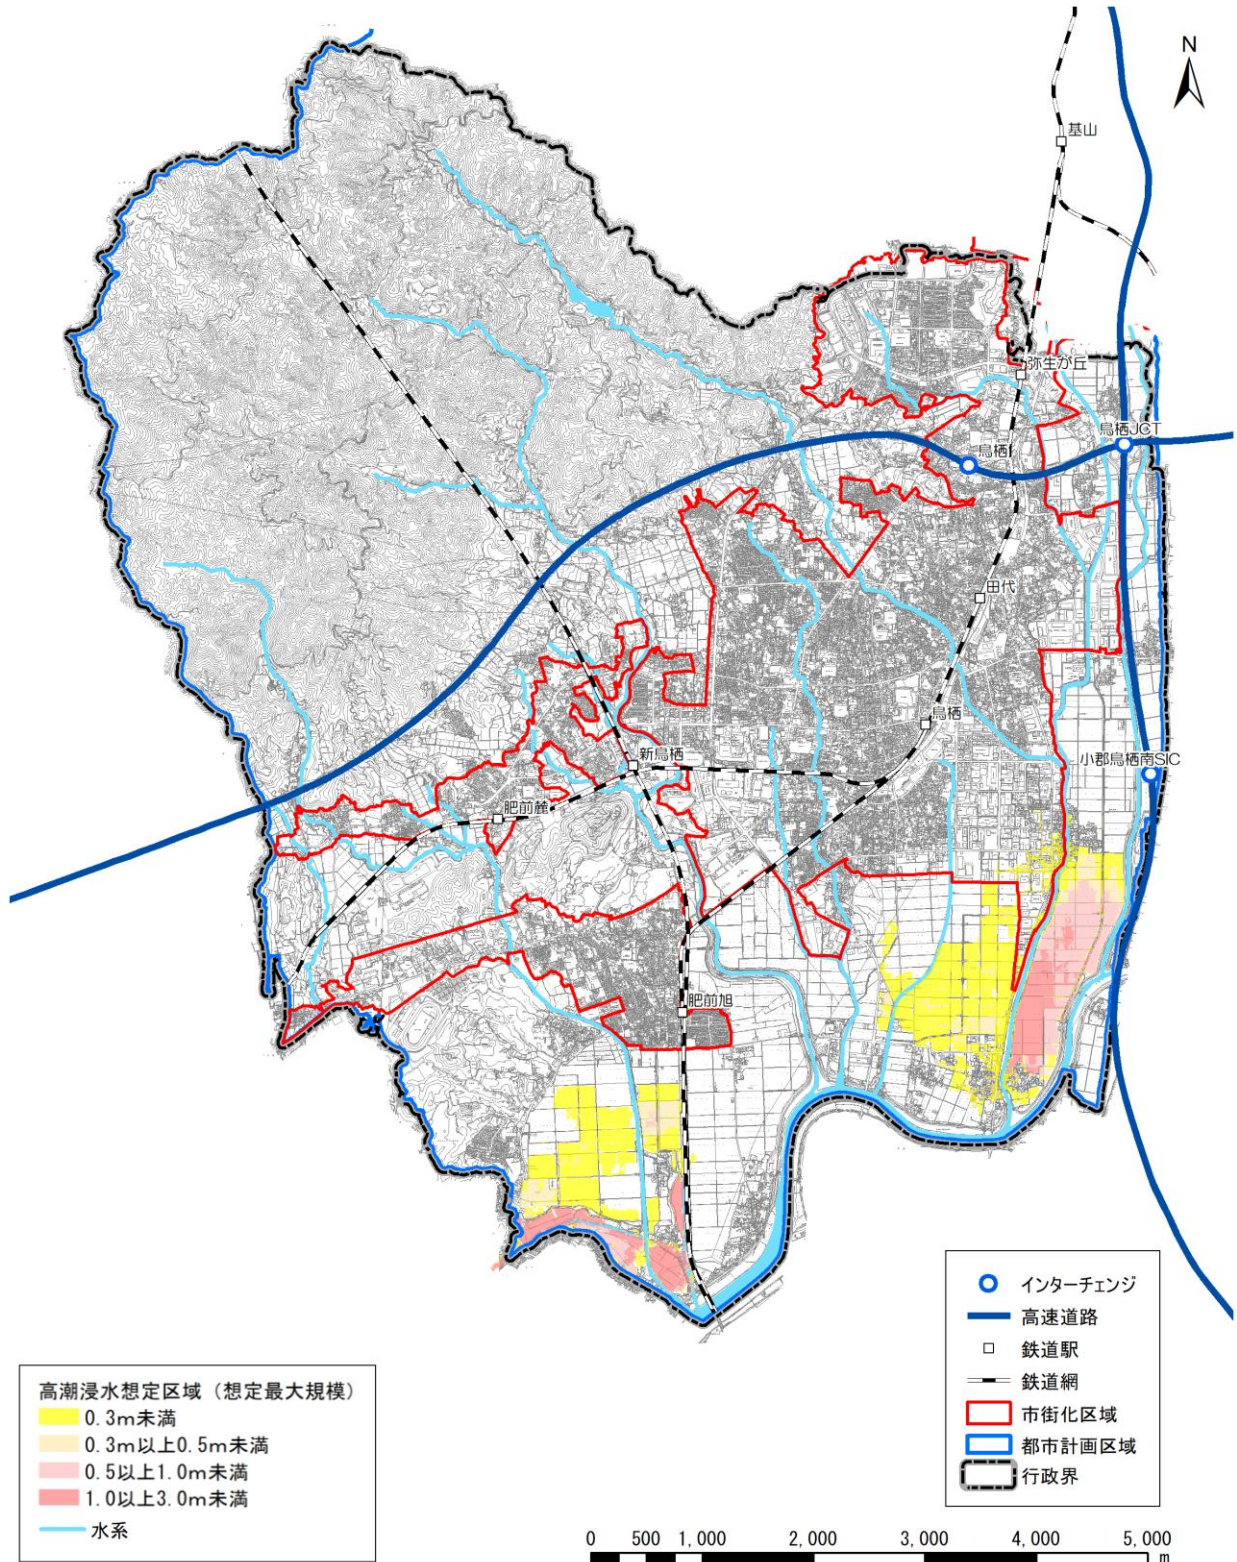 N
基山
弥生が丘
鳥栖JCT
鳥栖
田代
鳥栖
小郡鳥栖南SIC
新鳥栖
肥前麓
肥前旭
インターチェンジ
高速道路
鉄道駅
鉄道網
市街化区域
都市計画区域
行政界
高潮浸水想定区域（想定最大規模）
0.3m未満
0.3m以上0.5m未満
0.5以上1.0m未満
1.0以上3.0m未満
水系
0 500 1,000 2,000 3,000 4,000 5,000
m